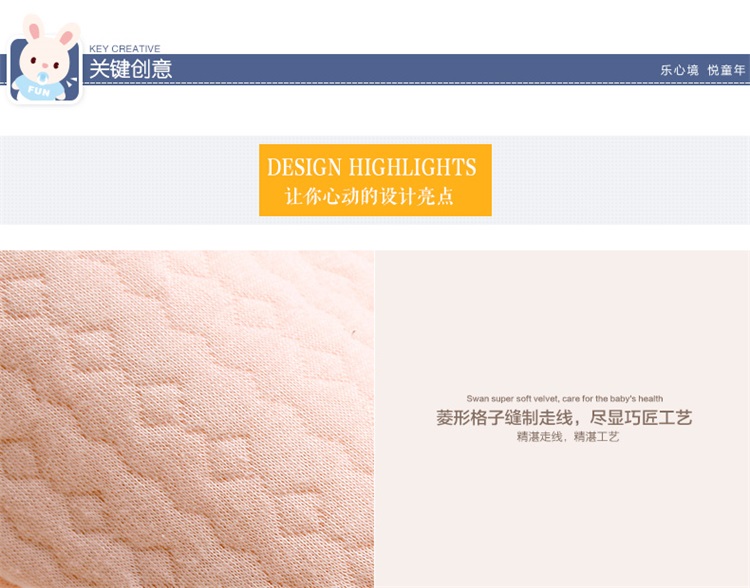 KEY CREATIVE
关键创意
乐心境 悦童年
FUN
DESIGN HIGHLIGHTS
让你心动的设计亮点
Swan super soft velvet, care for the baby's health
菱形格子缝制走线，尽显巧匠工艺
精湛走线，精湛工艺